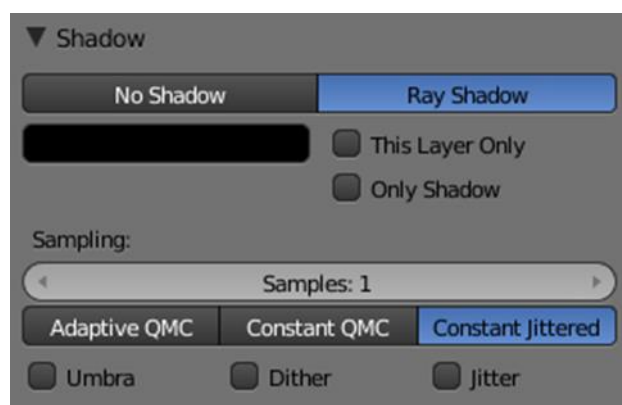 Shadow
No Shadow Ray Shadow
This Layer Only
Only Shadow
Sampling:
Samples: 1
Adaptive QMC Constant QMC Constant Jittered
Umbra Dither Jitter